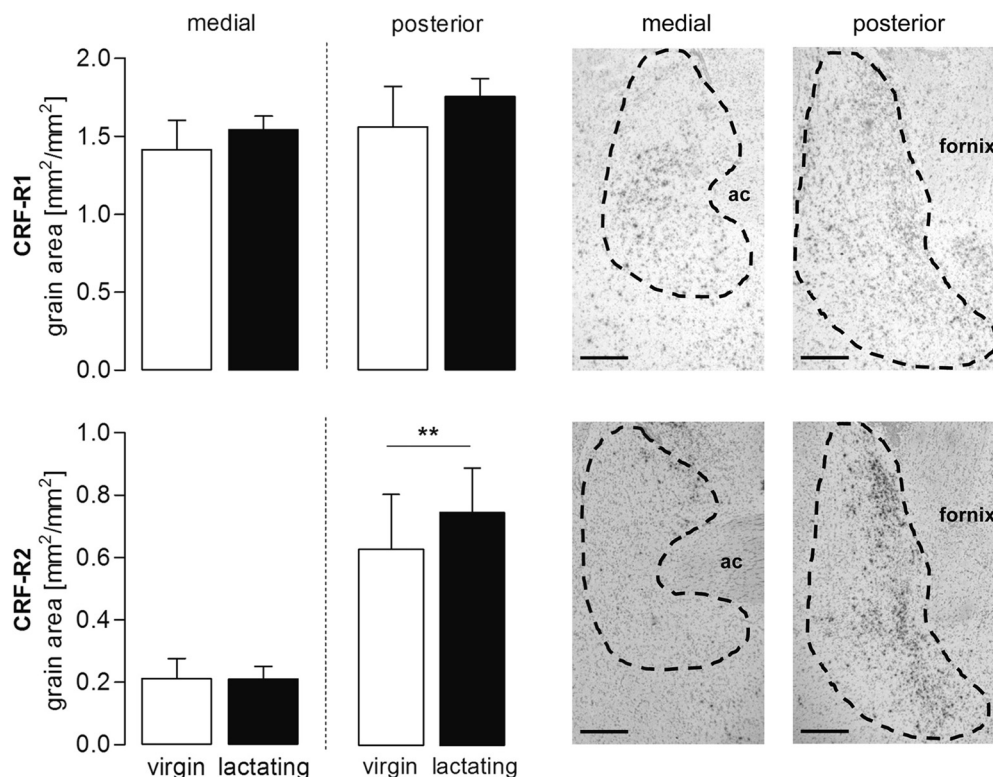 medial
posterior
medial
posterior
CRF-R1
grain area [mm²/mm²]
2.0
1.5
1.0
0.5
0.0
ac
fornix
CRF-R2
grain area [mm²/mm²]
1.0
0.8
0.6
0.4
0.2
0.0
**
virgin
lactating
virgin
lactating
ac
fornix